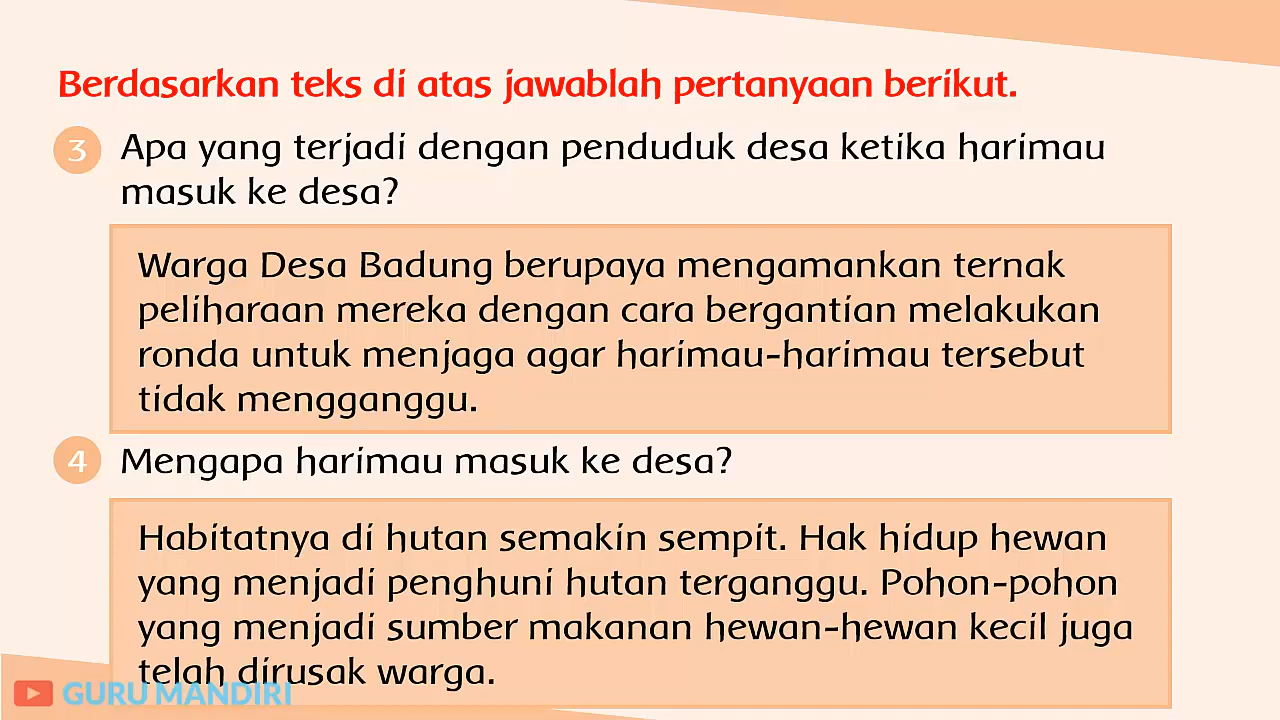 Berdasarkan teks di atas jawablah pertanyaan berikut.
3 Apa yang terjadi dengan penduduk desa ketika harimau
masuk ke desa?
Warga Desa Badung berupaya mengamankan ternak
peliharaan mereka dengan cara bergantian melakukan
ronda untuk menjaga agar harimau-harimau tersebut
tidak mengganggu.
4 Mengapa harimau masuk ke desa?
Habitatnya di hutan semakin sempit. Hak hidup hewan
yang menjadi penghuni hutan terganggu. Pohon-pohon
yang menjadi sumber makanan hewan-hewan kecil juga
telah dirusak warga.
GURU MANDIRI